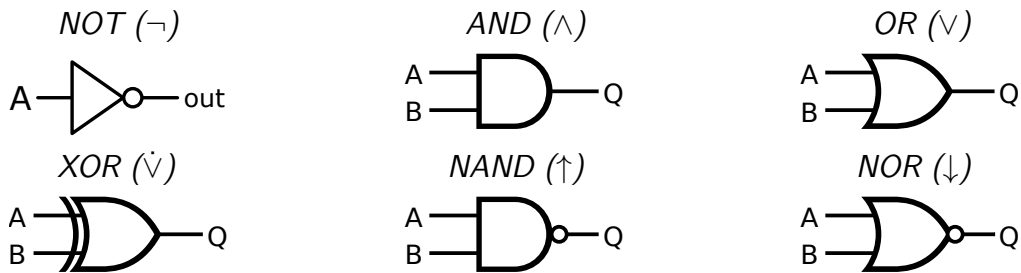 NOT (¬)
AND (∧)
OR (∨)
A
out
A
B
Q
A
B
Q
XOR (∨̇)
NAND (↑)
NOR (↓)
A
B
Q
A
B
Q
A
B
Q